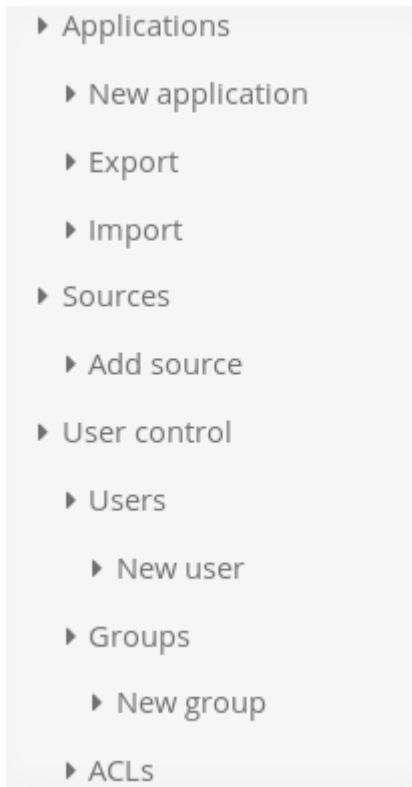 Applications
New application
Export
Import
Sources
Add source
User control
Users
New user
Groups
New group
ACLs